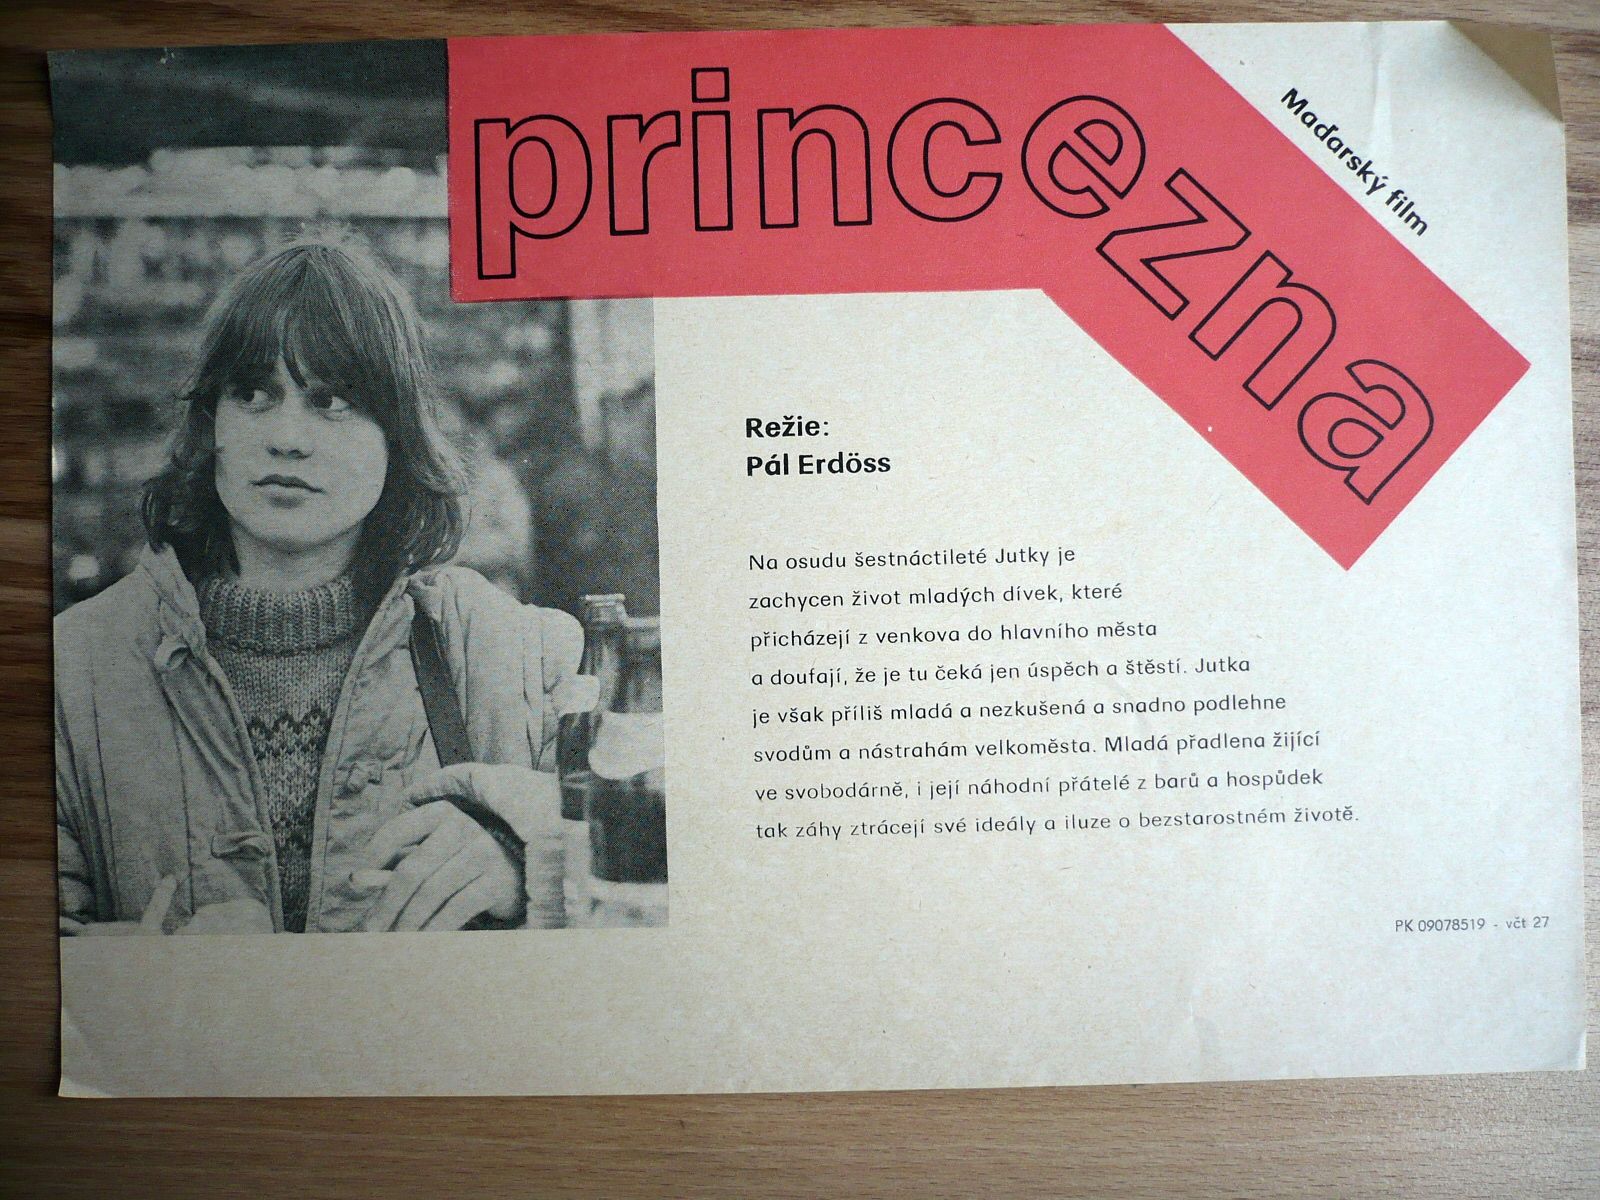 princezna
Maďarský film
Režie:
Pál Erdöss
Na osudu šestnáctileté Jutky je
zachycen život mladých dívek, které
přicházejí z venkova do hlavního města
a doufají, že je tu čeká jen úspěch a štěstí. Jutka
je však příliš mladá a nezkušená a snadno podlehne
svodům a nástrahám velkoměsta. Mladá přadlena žijící
ve svobodárně, i její náhodní přátelé z barů a hospůdek
tak záhy ztrácejí své ideály a iluze o bezstarostném životě.
PK 09078519 - včt 27